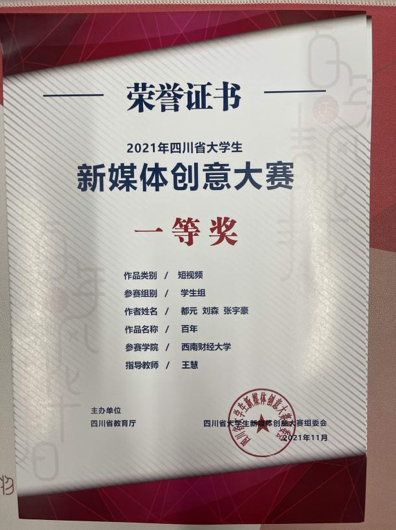 荣誉证书
2021年四川省大学生
新媒体创意大赛
一等奖
作品类别 / 短视频
参赛组别 / 学生组
作者姓名 / 都元 刘森 张宇豪
作品名称 / 百年
参赛学院 / 西南财经大学
指导教师 / 王慧
主办单位
四川省教育厅
四川省大学生新媒体创意大赛组委会
2021年11月
物